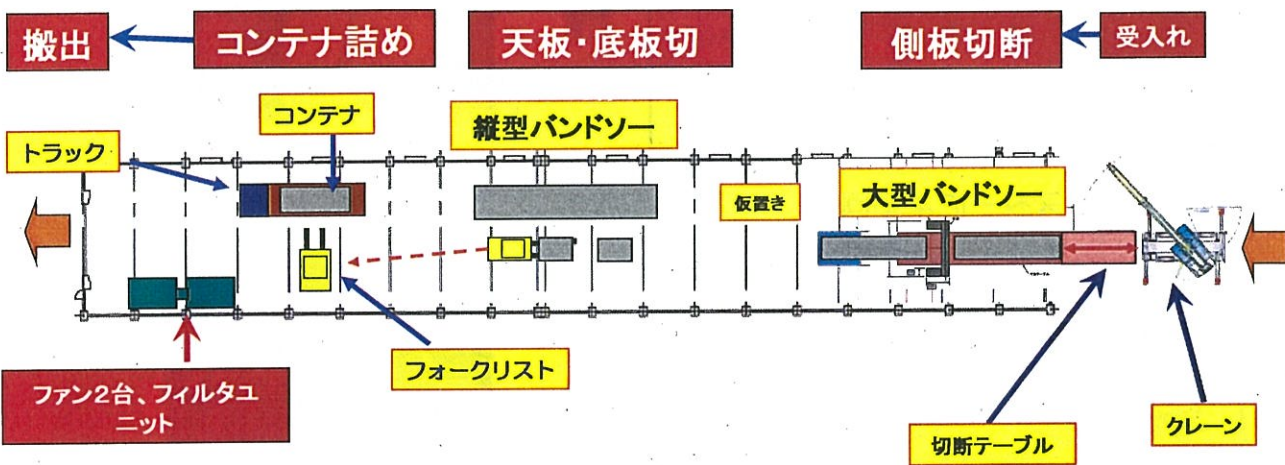 搬出
コンテナ詰め
天板・底板切
側板切断
受入れ
コンテナ
縦型バンドソー
トラック
仮置き
大型バンドソー
フォークリスト
ファン2台、フィルタユ
ニット
切断テーブル
クレーン